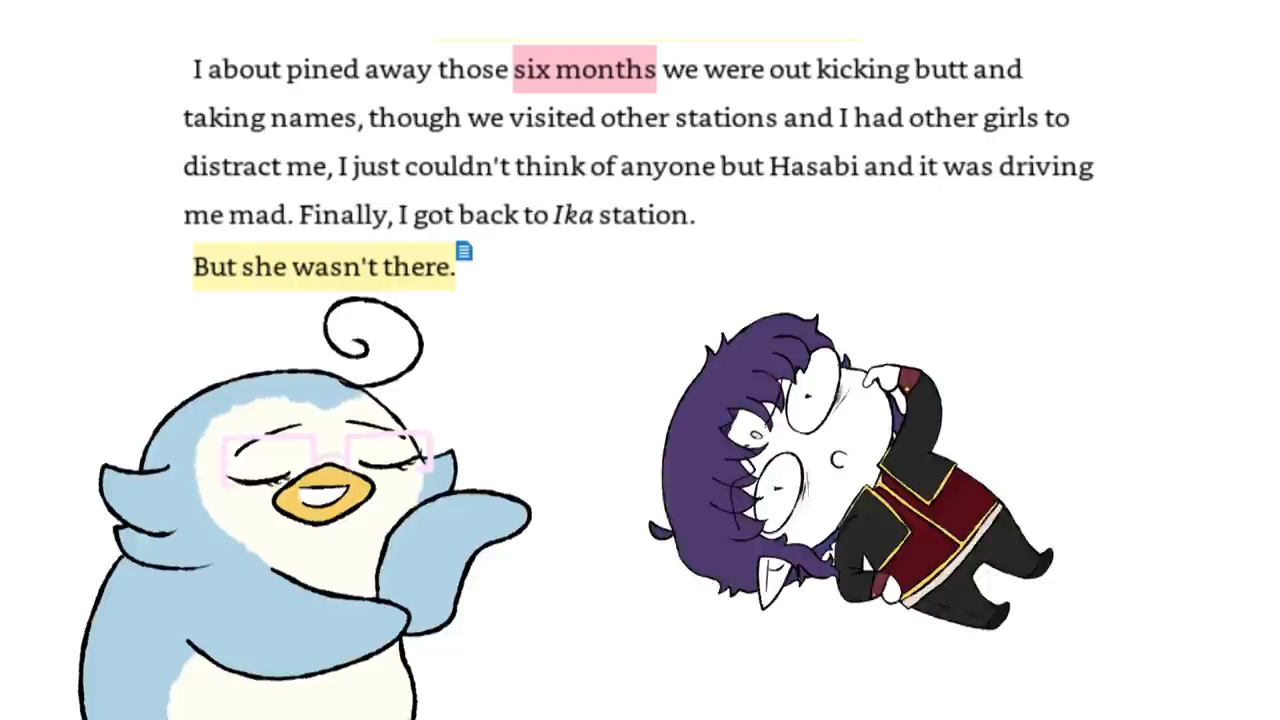 I about pined away those six months we were out kicking butt and
taking names, though we visited other stations and I had other girls to
distract me, I just couldn't think of anyone but Hasabi and it was driving
me mad. Finally, I got back to Ika station.
But she wasn't there.